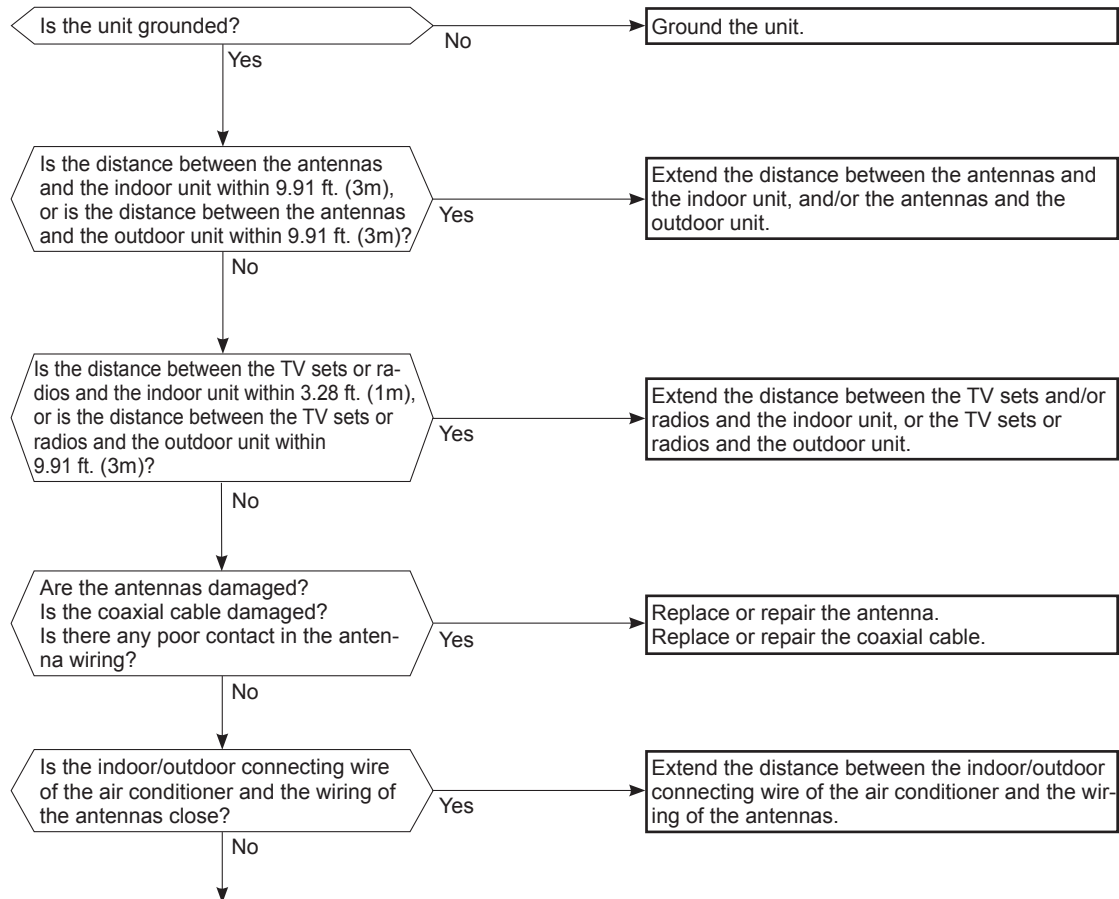 Is the unit grounded?
No
Ground the unit.
Yes
Is the distance between the antennas
and the indoor unit within 9.91 ft. (3m),
or is the distance between the antennas
and the outdoor unit within 9.91 ft. (3m)?
Yes
Extend the distance between the antennas and
the indoor unit, and/or the antennas and the
outdoor unit.
No
Is the distance between the TV sets or ra-
dios and the indoor unit within 3.28 ft. (1m),
or is the distance between the TV sets or
radios and the outdoor unit within
9.91 ft. (3m)?
Yes
Extend the distance between the TV sets and/or
radios and the indoor unit, or the TV sets or
radios and the outdoor unit.
No
Are the antennas damaged?
Is the coaxial cable damaged?
Is there any poor contact in the anten-
na wiring?
Yes
Replace or repair the antenna.
Replace or repair the coaxial cable.
No
Is the indoor/outdoor connecting wire
of the air conditioner and the wiring of
the antennas close?
Yes
Extend the distance between the indoor/outdoor
connecting wire of the air conditioner and the wir-
ing of the antennas.
No